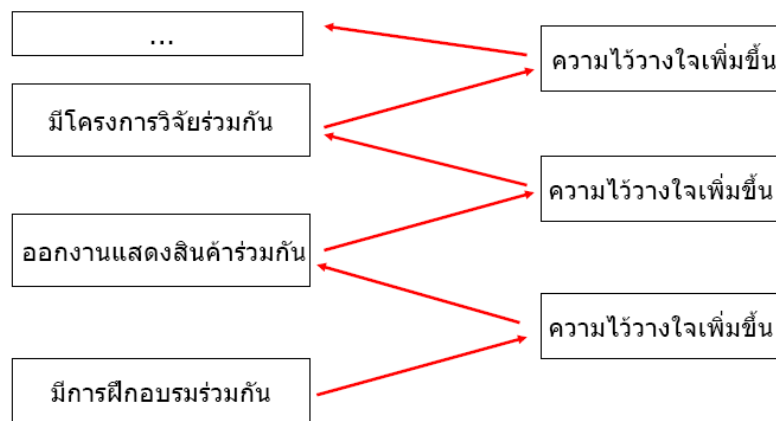 ...
ความไว้วางใจเพิ่มขึ้น
มีโครงการวิจัยร่วมกัน
ความไว้วางใจเพิ่มขึ้น
ออกงานแสดงสินค้าร่วมกัน
ความไว้วางใจเพิ่มขึ้น
มีการฝึกอบรมร่วมกัน